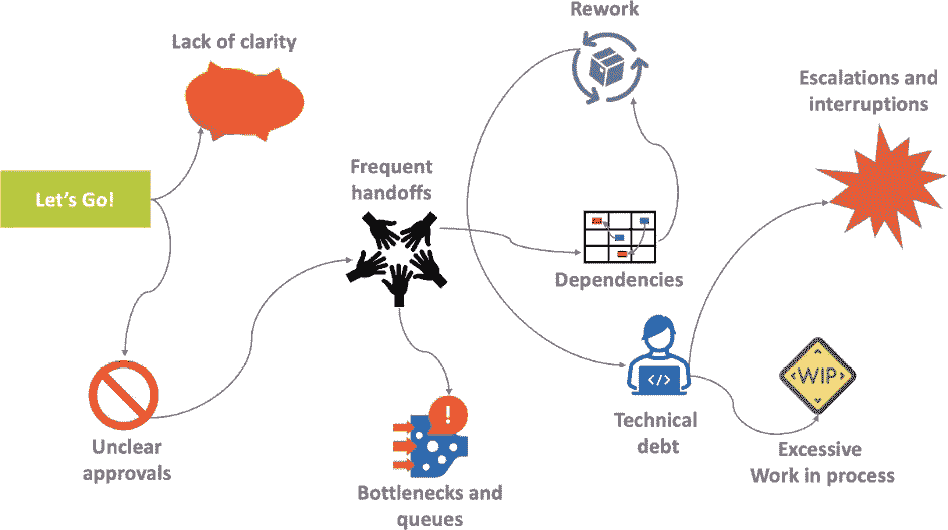 Rework
Lack of clarity
Escalations and
interruptions
Frequent
handoffs
Let's Go!
Dependencies
WIP
!
</>
Technical
debt
Unclear
approvals
Excessive
Work in process
Bottlenecks and
queues